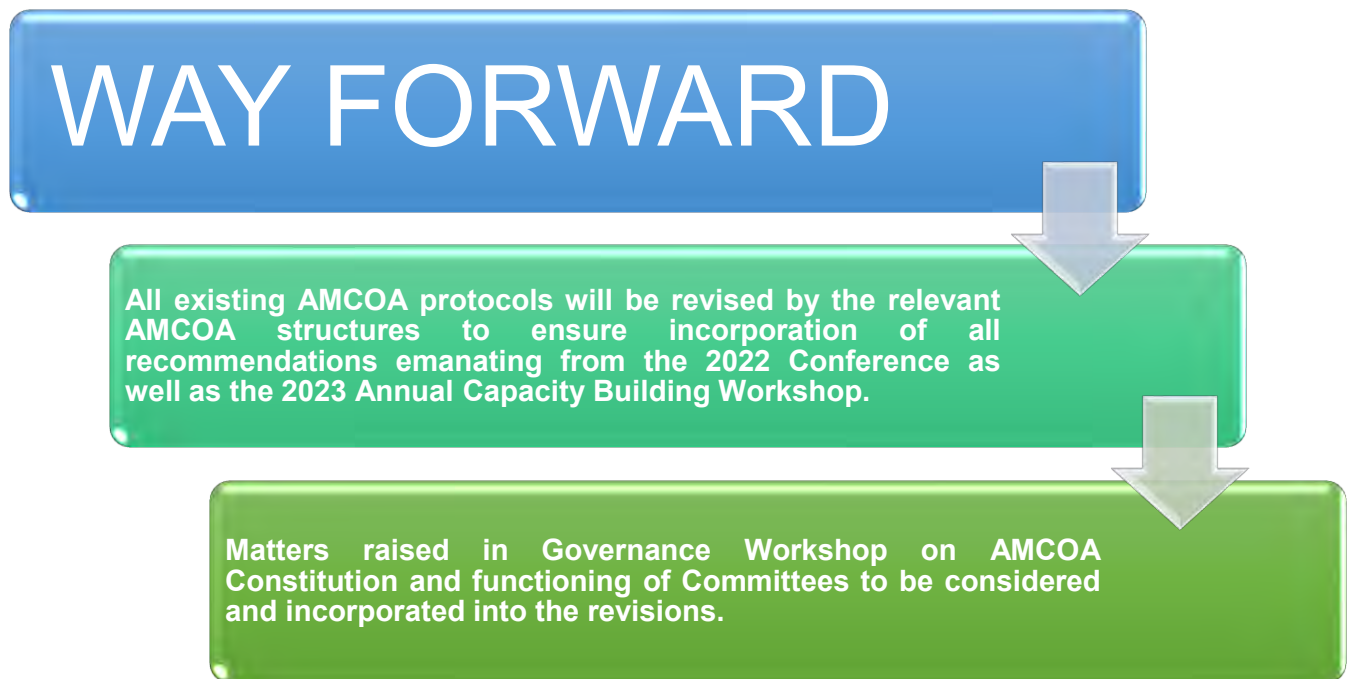 WAY FORWARD
All existing AMCOA protocols will be revised by the relevant
AMCOA structures to ensure incorporation of all
recommendations emanating from the 2022 Conference as
well as the 2023 Annual Capacity Building Workshop.
Matters raised in Governance Workshop on AMCOA
Constitution and functioning of Committees to be considered
and incorporated into the revisions.